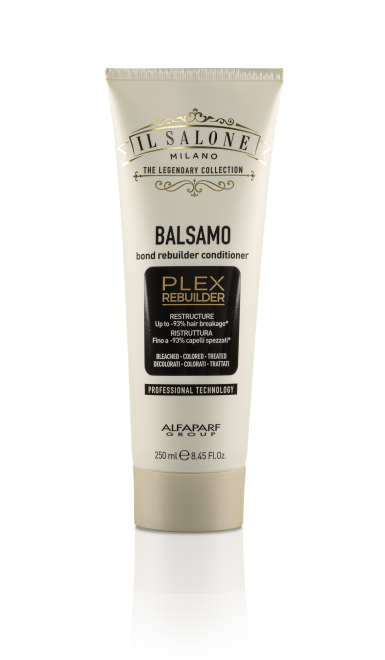 IL SALONE
MILANO
THE LEGENDARY COLLECTION
BALSAMO
bond rebuilder conditioner
PLEX
REBUILDER
RESTRUCTURE
Up to -93% hair breakage*
RISTRUTTURA
Fino a -93% capelli spezzati*
BLEACHED - COLORED - TREATED
DECOLORATI - COLORATI - TRATTATI
PROFESSIONAL TECHNOLOGY
ALFAPARF
GROUP
250 ml ℮ 8.45 FL.Oz.